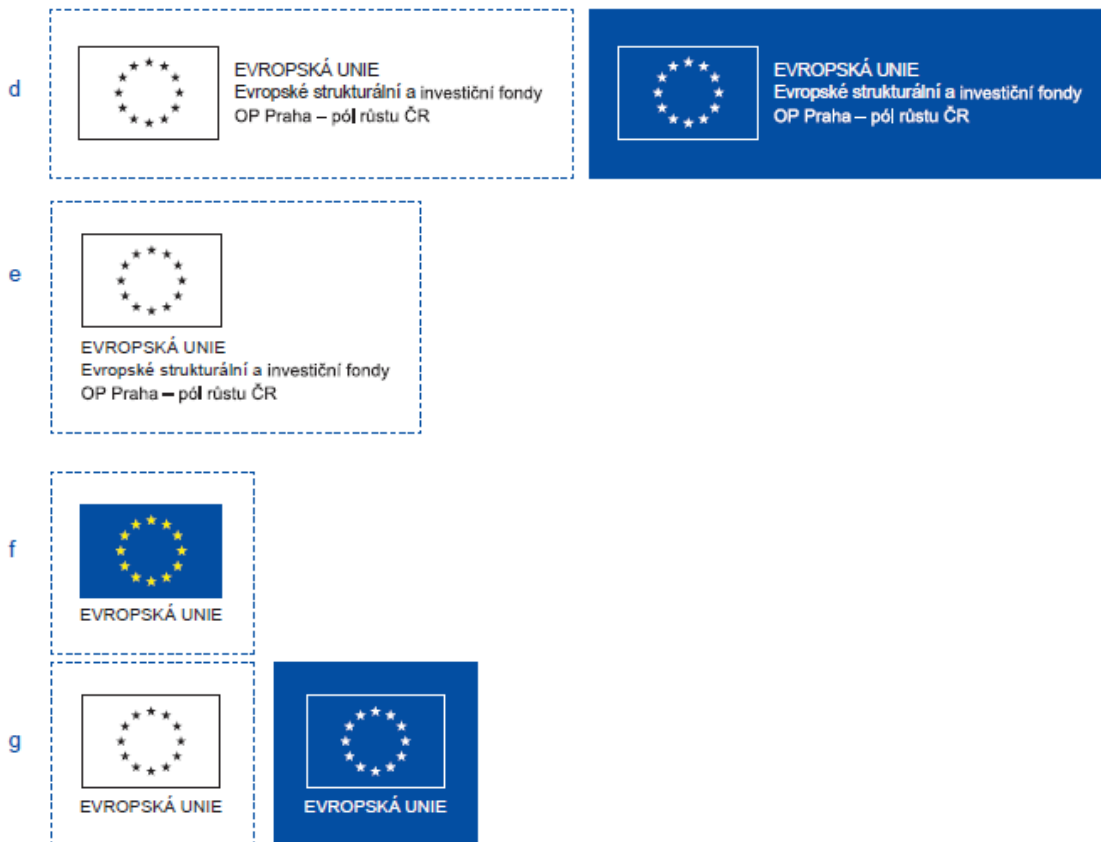 d
EVROPSKÁ UNIE
Evropské strukturální a investiční fondy
OP Praha – pól růstu ČR
EVROPSKÁ UNIE
Evropské strukturální a investiční fondy
OP Praha – pól růstu ČR
e
EVROPSKÁ UNIE
Evropské strukturální a investiční fondy
OP Praha – pól růstu ČR
f
EVROPSKÁ UNIE
g
EVROPSKÁ UNIE
EVROPSKÁ UNIE